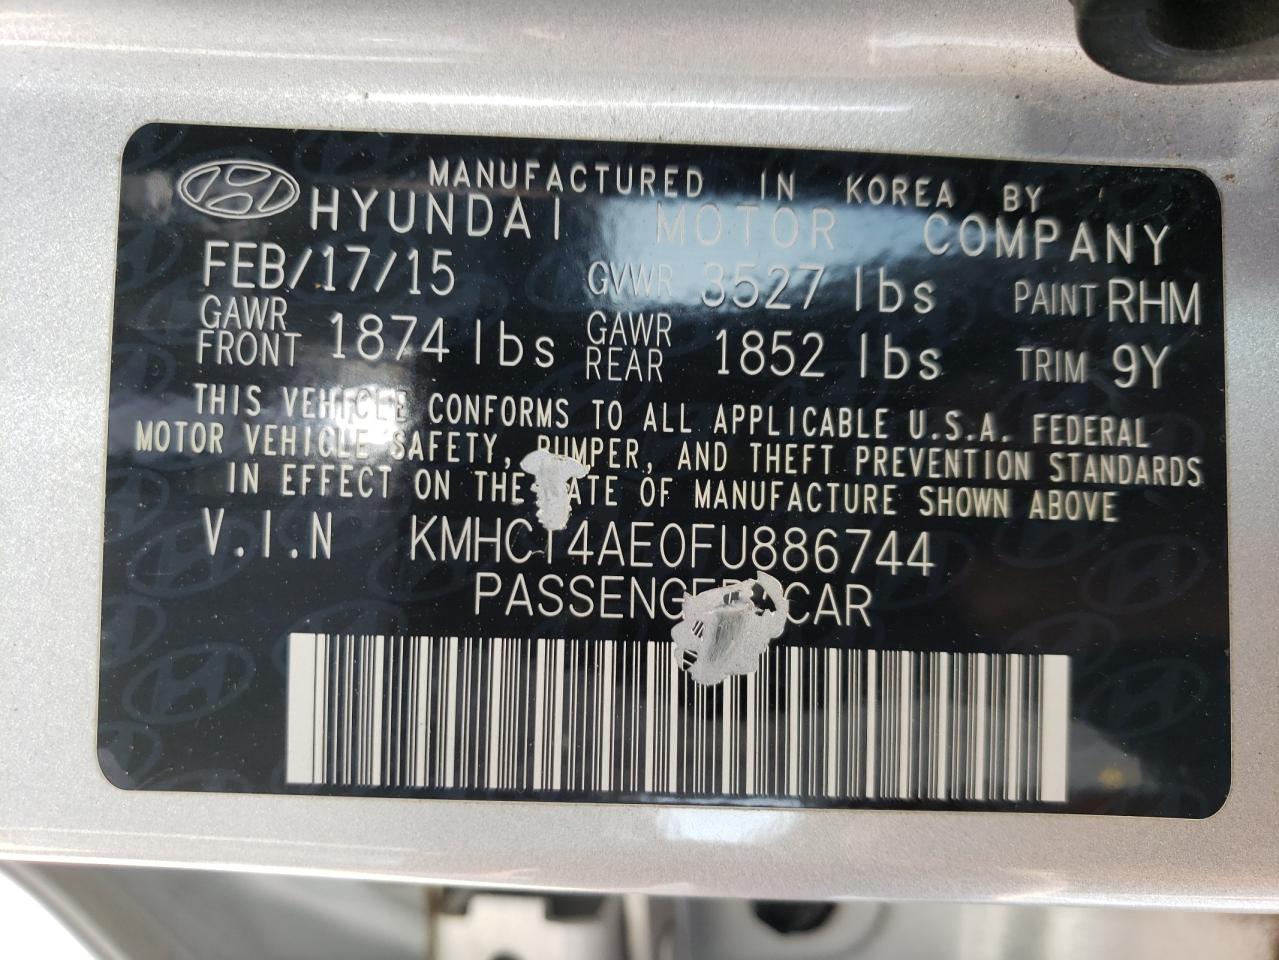 MANUFACTURED IN KOREA BY
HYUNDAI MOTOR COMPANY
FEB/17/15 GVWR 3527 lbs PAINT RHM
GAWR FRONT 1874 lbs GAWR REAR 1852 lbs TRIM 9Y
THIS VEHICLE CONFORMS TO ALL APPLICABLE U.S.A. FEDERAL
MOTOR VEHICLE SAFETY, BUMPER, AND THEFT PREVENTION STANDARDS
IN EFFECT ON THE DATE OF MANUFACTURE SHOWN ABOVE
V.I.N KMHCT4AE0FU886744
PASSENGER CAR